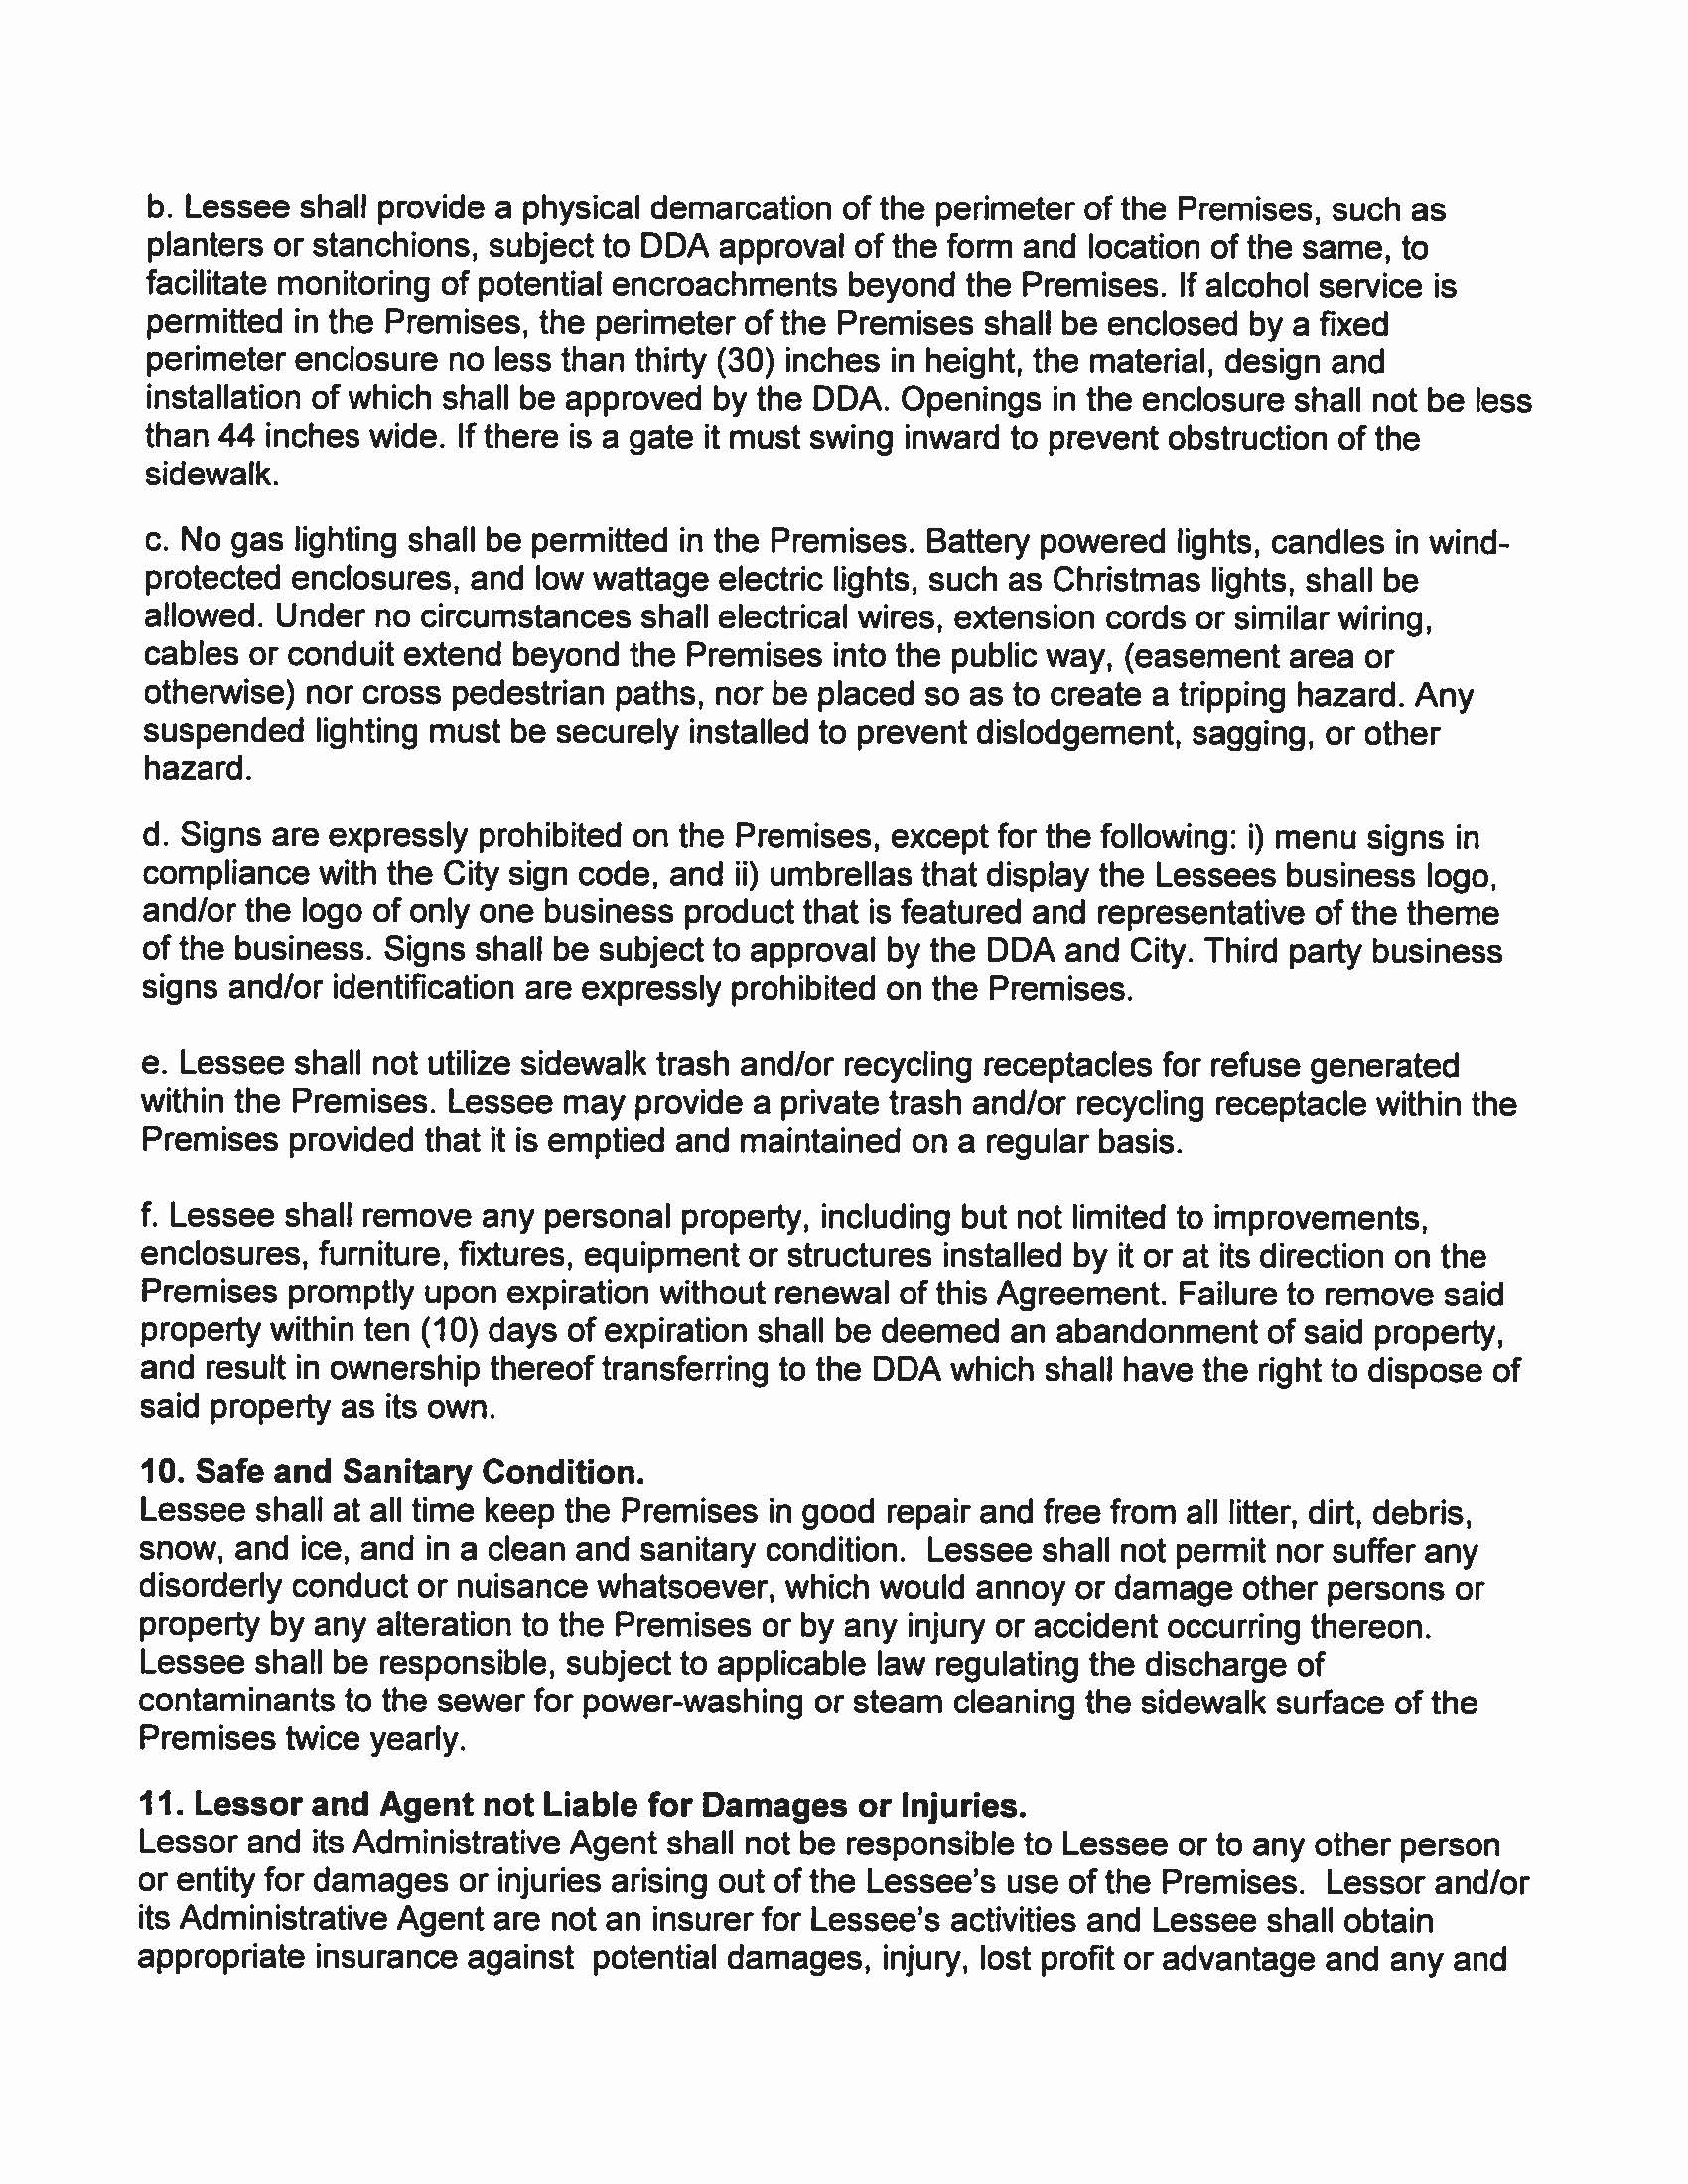 b. Lessee shall provide a physical demarcation of the perimeter of the Premises, such as
planters or stanchions, subject to DDA approval of the form and location of the same, to
facilitate monitoring of potential encroachments beyond the Premises. If alcohol service is
permitted in the Premises, the perimeter of the Premises shall be enclosed by a fixed
perimeter enclosure no less than thirty (30) inches in height, the material, design and
installation of which shall be approved by the DDA. Openings in the enclosure shall not be less
than 44 inches wide. If there is a gate it must swing inward to prevent obstruction of the
sidewalk.
c. No gas lighting shall be permitted in the Premises. Battery powered lights, candles in wind-
protected enclosures, and low wattage electric lights, such as Christmas lights, shall be
allowed. Under no circumstances shall electrical wires, extension cords or similar wiring,
cables or conduit extend beyond the Premises into the public way, (easement area or
otherwise) nor cross pedestrian paths, nor be placed so as to create a tripping hazard. Any
suspended lighting must be securely installed to prevent dislodgement, sagging, or other
hazard.
d. Signs are expressly prohibited on the Premises, except for the following: i) menu signs in
compliance with the City sign code, and ii) umbrellas that display the Lessees business logo,
and/or the logo of only one business product that is featured and representative of the theme
of the business. Signs shall be subject to approval by the DDA and City. Third party business
signs and/or identification are expressly prohibited on the Premises.
e. Lessee shall not utilize sidewalk trash and/or recycling receptacles for refuse generated
within the Premises. Lessee may provide a private trash and/or recycling receptacle within the
Premises provided that it is emptied and maintained on a regular basis.
f. Lessee shall remove any personal property, including but not limited to improvements,
enclosures, furniture, fixtures, equipment or structures installed by it or at its direction on the
Premises promptly upon expiration without renewal of this Agreement. Failure to remove said
property within ten (10) days of expiration shall be deemed an abandonment of said property,
and result in ownership thereof transferring to the DDA which shall have the right to dispose of
said property as its own.
10. Safe and Sanitary Condition.
Lessee shall at all time keep the Premises in good repair and free from all litter, dirt, debris,
snow, and ice, and in a clean and sanitary condition.  Lessee shall not permit nor suffer any
disorderly conduct or nuisance whatsoever, which would annoy or damage other persons or
property by any alteration to the Premises or by any injury or accident occurring thereon.
Lessee shall be responsible, subject to applicable law regulating the discharge of
contaminants to the sewer for power-washing or steam cleaning the sidewalk surface of the
Premises twice yearly.
11. Lessor and Agent not Liable for Damages or Injuries.
Lessor and its Administrative Agent shall not be responsible to Lessee or to any other person
or entity for damages or injuries arising out of the Lessee's use of the Premises.  Lessor and/or
its Administrative Agent are not an insurer for Lessee's activities and Lessee shall obtain
appropriate insurance against  potential damages, injury, lost profit or advantage and any and